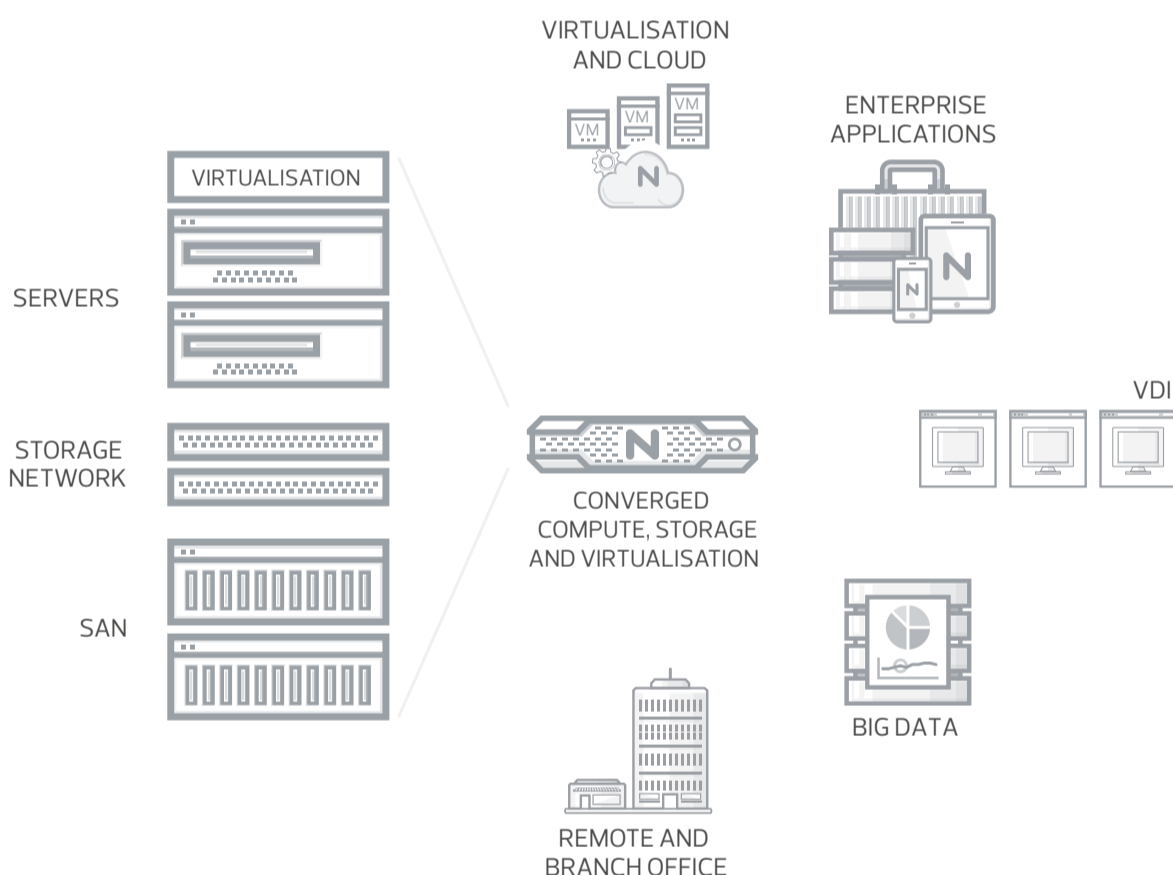 VIRTUALISATION
AND CLOUD
VM
VM
VM
N
ENTERPRISE
APPLICATIONS
N
N
VIRTUALISATION
SERVERS
STORAGE
NETWORK
SAN
N
CONVERGED
COMPUTE, STORAGE
AND VIRTUALISATION
VDI
BIG DATA
REMOTE AND
BRANCH OFFICE